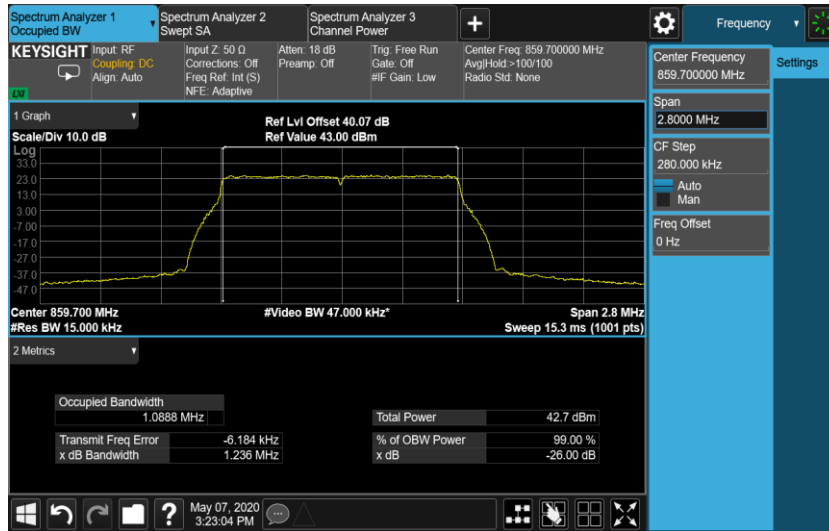 Spectrum Analyzer 1
Occupied BW
Spectrum Analyzer 2
Swept SA
Spectrum Analyzer 3
Channel Power
+
Frequency
KEYSIGHT
LXI
Input: RF
Coupling: DC
Align: Auto
Input Z: 50 Ω
Corrections: Off
Freq Ref: Int (S)
NFE: Adaptive
Atten: 18 dB
Preamp: Off
Trig: Free Run
Gate: Off
#IF Gain: Low
Center Freq: 859.700000 MHz
Avg|Hold:>100/100
Radio Std: None
Center Frequency
859.700000 MHz
Settings
Span
2.8000 MHz
CF Step
280.000 kHz
Auto
Man
Freq Offset
0 Hz
1 Graph
Ref Lvl Offset 40.07 dB
Scale/Div 10.0 dB
Ref Value 43.00 dBm
Log
33.0
23.0
13.0
3.00
-7.00
-17.0
-27.0
-37.0
-47.0
Center 859.700 MHz
#Video BW 47.000 kHz*
Span 2.8 MHz
#Res BW 15.000 kHz
Sweep 15.3 ms (1001 pts)
2 Metrics
Occupied Bandwidth
1.0888 MHz
Total Power 42.7 dBm
Transmit Freq Error -6.184 kHz
% of OBW Power 99.00 %
x dB Bandwidth 1.236 MHz
x dB -26.00 dB
?
May 07, 2020
3:23:04 PM